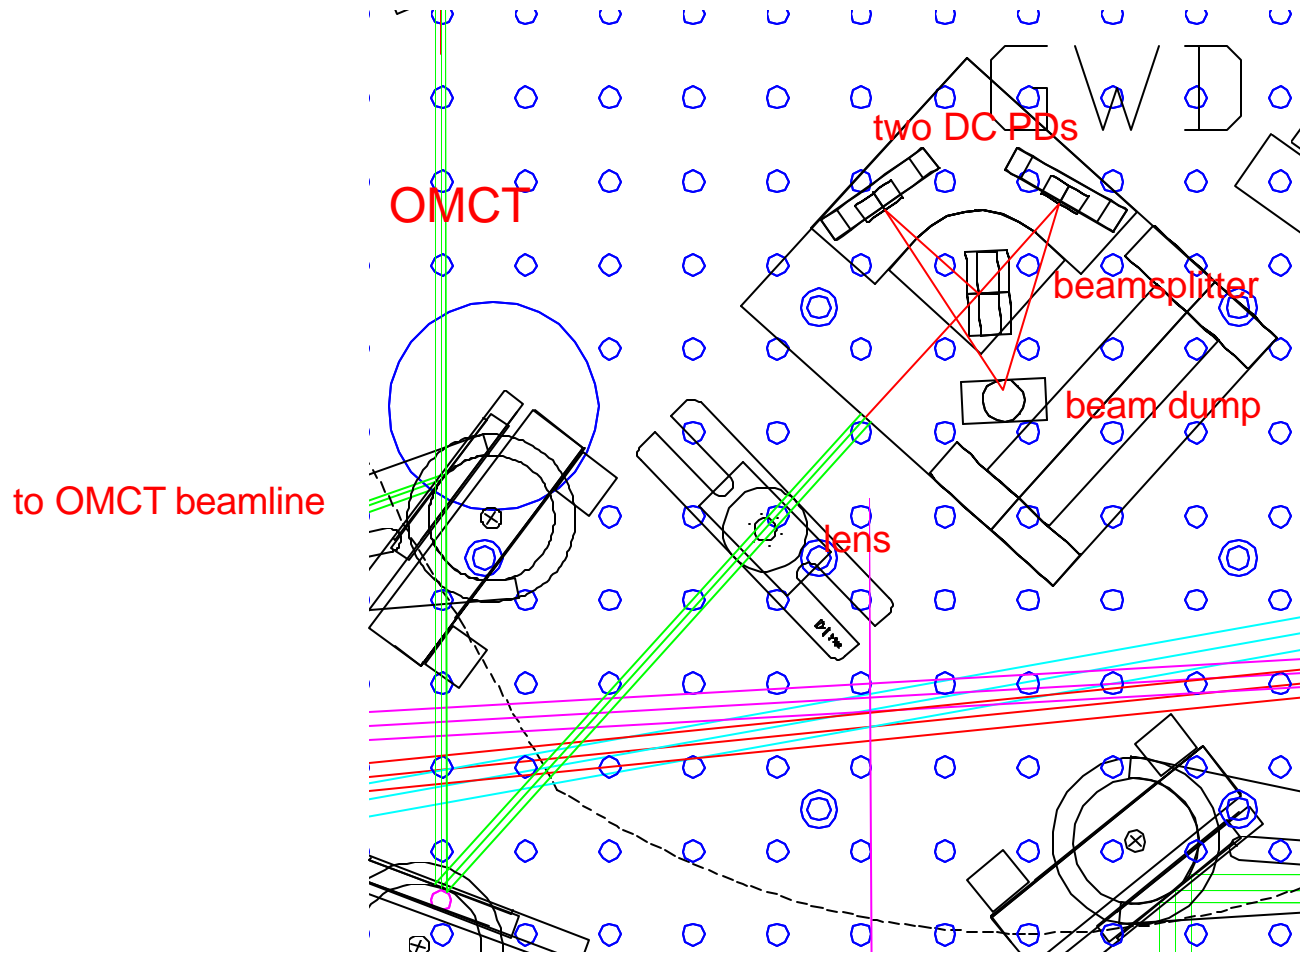 GWD
two DC PDs
OMCT
beamsplitter
beam dump
to OMCT beamline
lens